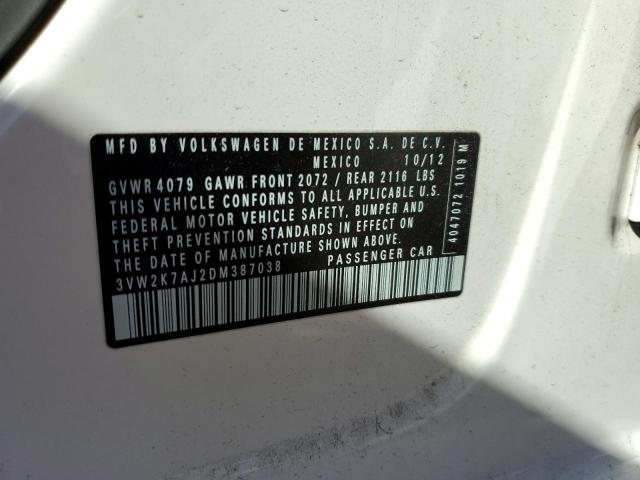 MFD BY VOLKSWAGEN DE MEXICO S.A. DE C.V.
MEXICO 10/12
GVWR 4079 GAWR FRONT 2072 / REAR 2116 LBS
THIS VEHICLE CONFORMS TO ALL APPLICABLE U.S.
FEDERAL MOTOR VEHICLE SAFETY, BUMPER AND
THEFT PREVENTION STANDARDS IN EFFECT ON
THE DATE OF MANUFACTURE SHOWN ABOVE.
3VW2K7AJ2DM387038 PASSENGER CAR
4047072 1019 M